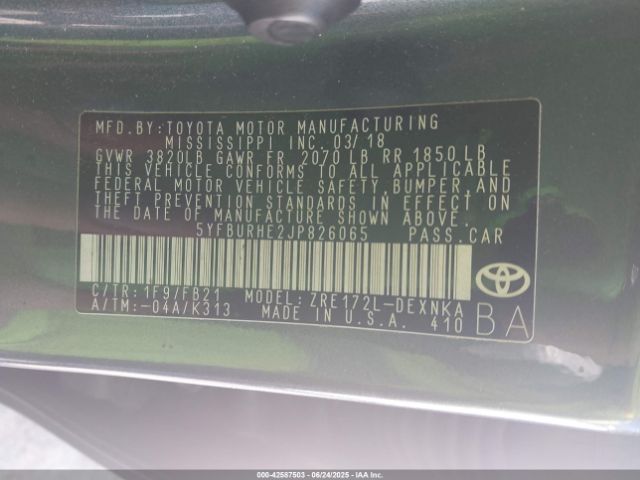 MFD. BY: TOYOTA MOTOR MANUFACTURING
MISSISSIPPI INC. 03/18
GVWR 3820LB GAWR FR 2070 LB RR 1850 LB
THIS VEHICLE CONFORMS TO ALL APPLICABLE
FEDERAL MOTOR VEHICLE SAFETY, BUMPER, AND
THEFT PREVENTION STANDARDS IN EFFECT ON
THE DATE OF MANUFACTURE SHOWN ABOVE.
5YFBURHE2JP826065 PASS. CAR
C/TR: 1F9/FB21 MODEL: ZRE172L-DEXNKA
A/TM: -04A/K313 MADE IN U.S.A. 410
BA
000-42587503 - 06/24/2025 - IAAI.COM